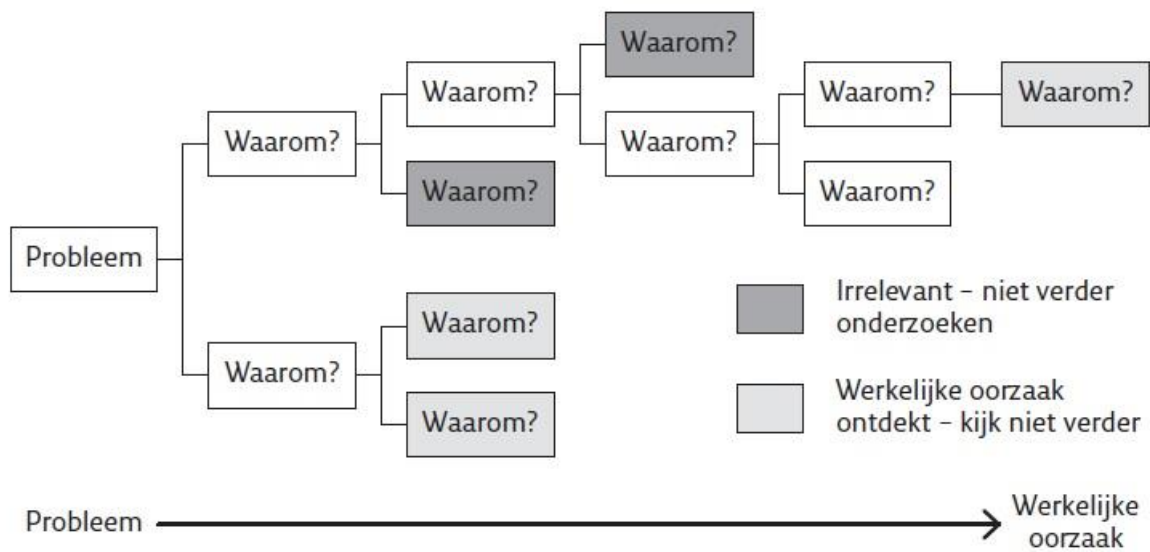 Waarom?
Waarom?
Waarom?
Waarom?
Waarom?
Waarom?
Waarom?
Waarom?
Probleem
Irrelevant – niet verder
onderzoeken
Waarom?
Waarom?
Werkelijke oorzaak
ontdekt – kijk niet verder
Waarom?
Probleem
Werkelijke
oorzaak